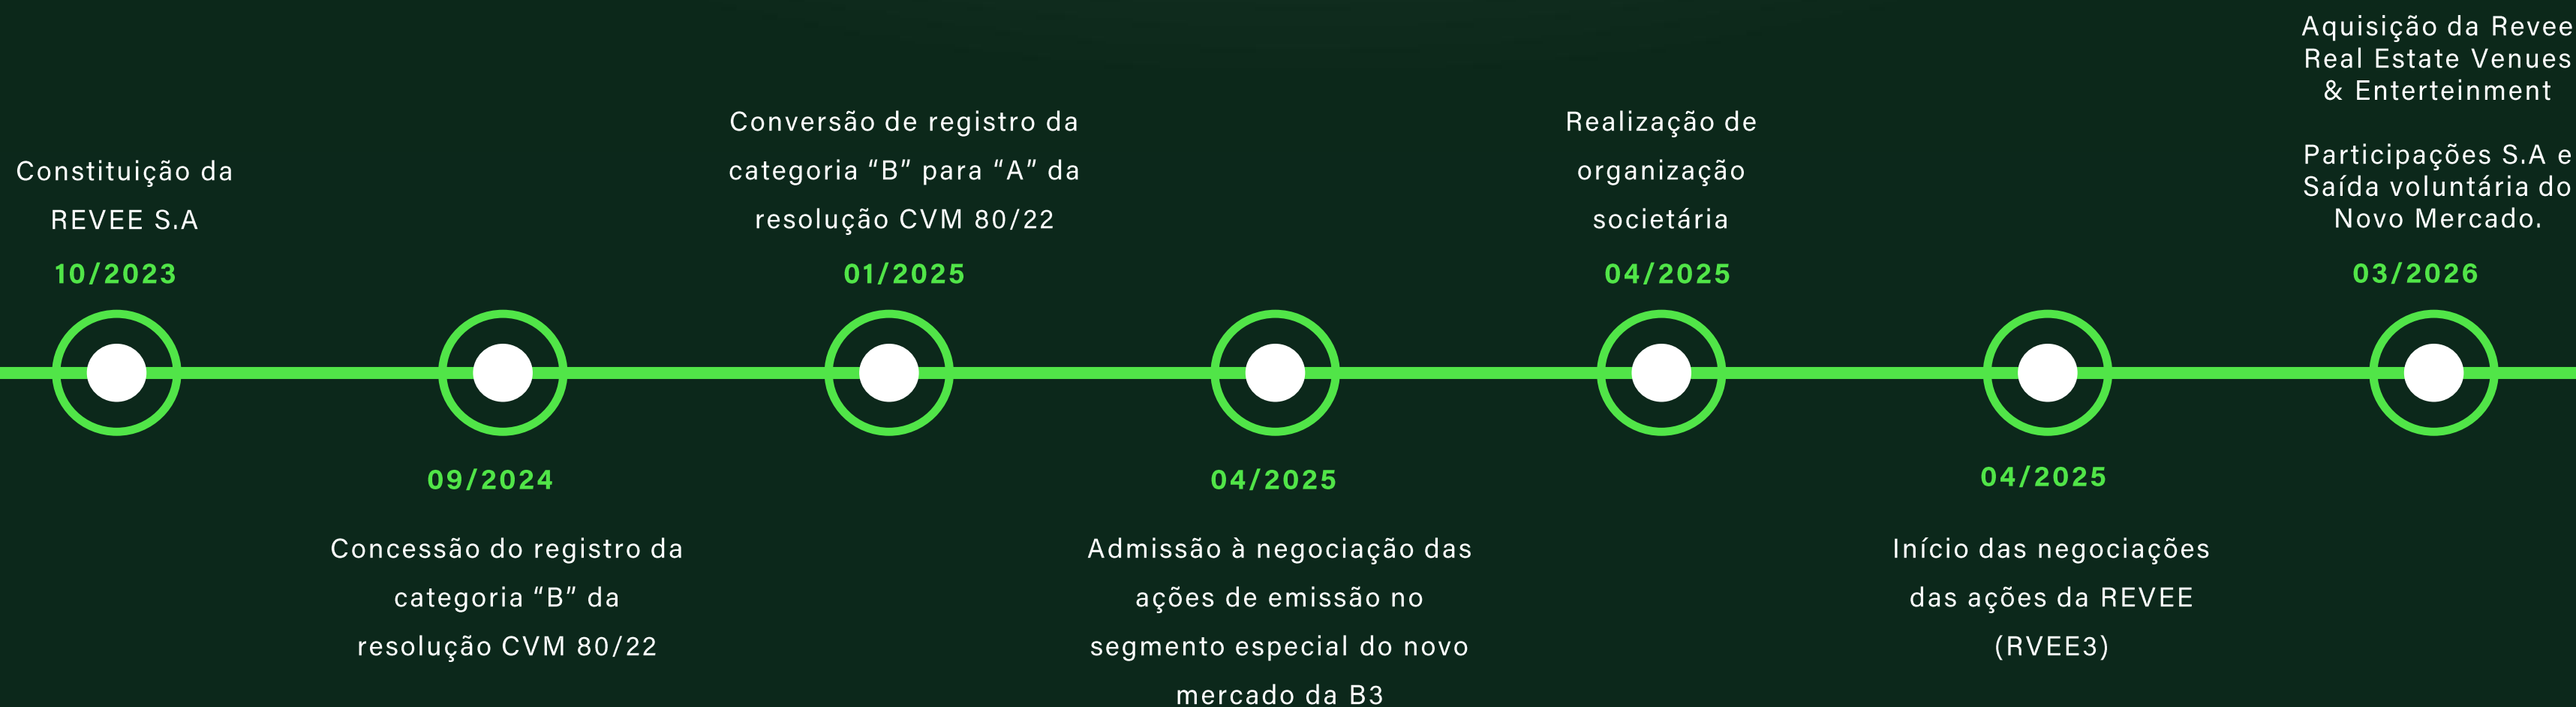 Constituição da
REVEE S.A
10/2023
09/2024
Concessão do registro da
categoria “B” da
resolução CVM 80/22
Conversão de registro da
categoria “B” para “A” da
resolução CVM 80/22
01/2025
04/2025
Admissão à negociação das
ações de emissão no
segmento especial do novo
mercado da B3
Realização de
organização
societária
04/2025
04/2025
Início das negociações
das ações da REVEE
(RVEE3)
Aquisição da Revee
Real Estate Venues
& Enterteinment
Participações S.A e
Saída voluntária do
Novo Mercado.
03/2026